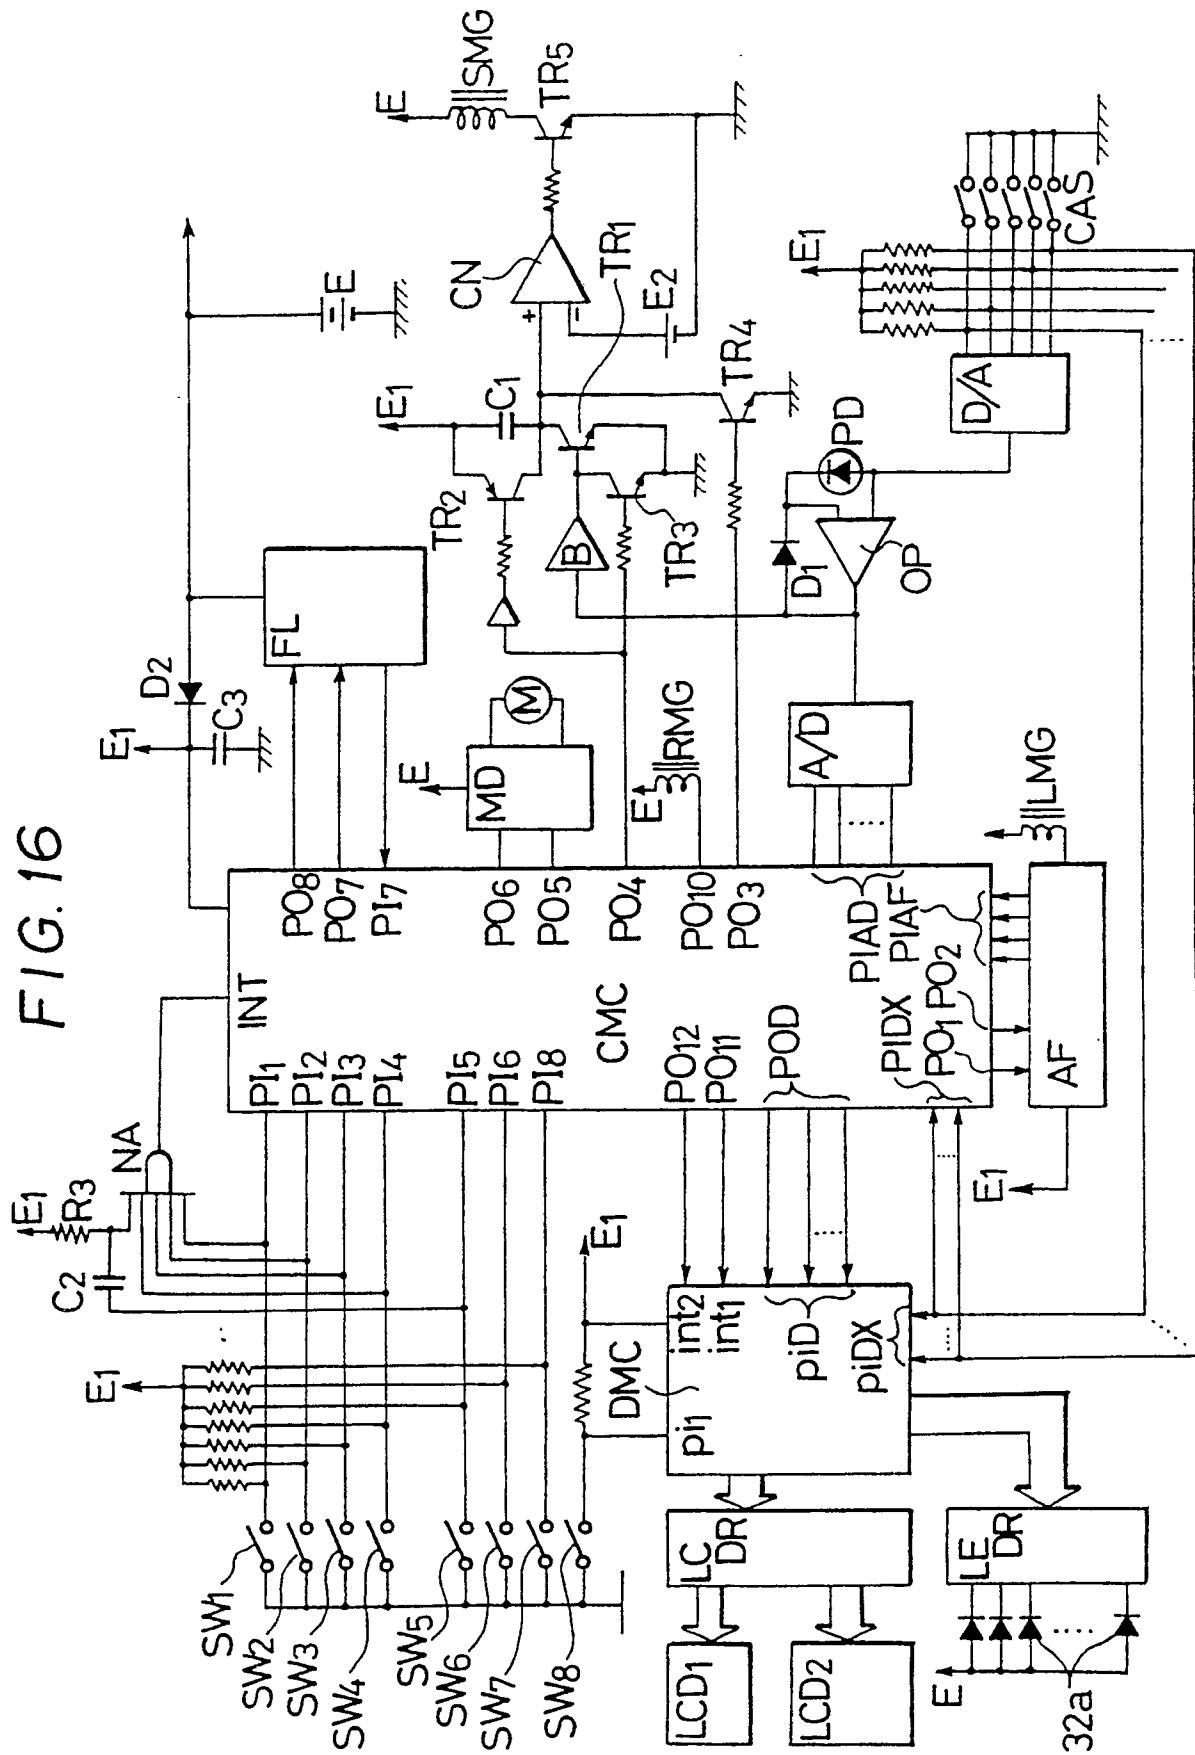 FIG. 16
E1
R3
C2
NA
E1
SW1
SW2
SW3
SW4
SW5
SW6
SW7
SW8
INT
PI1
PI2
PI3
PI4
PI5
PI6
PI8
CMC
PO8
PO7
PI7
PO6
PO5
PO4
PO10
PO3
PIAD
PIAF
PO12
PO11
POD
PIDX
PO1
PO2
E1
C3
D2
FL
E
E
MD
M
E
RMG
TR2
E1
C1
B
TR3
TR1
CN
+
-
E2
E
SMG
TR5
TR4
D1
PD
OP
A/D
D/A
E1
CAS
LMG
AF
E1
E1
DMC
int2
int1
pi1
piD
piDX
LC
DR
LCD1
LCD2
LE
DR
E
32a